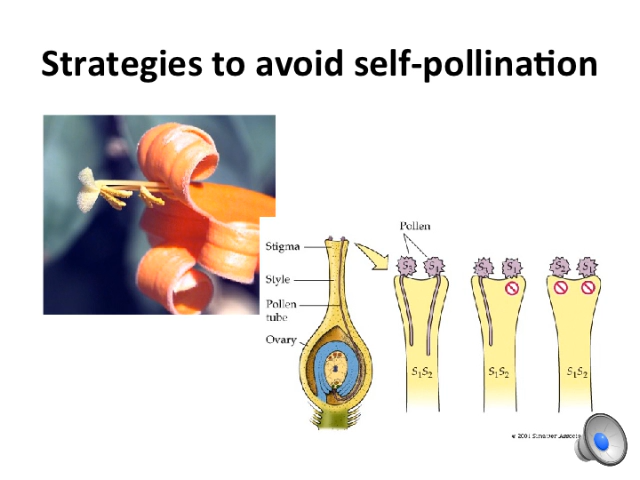 Strategies to avoid self-pollination
Pollen
Stigma
Style
Pollen
tube
Ovary
S₁S₂
S₁S₂
S₁S₂